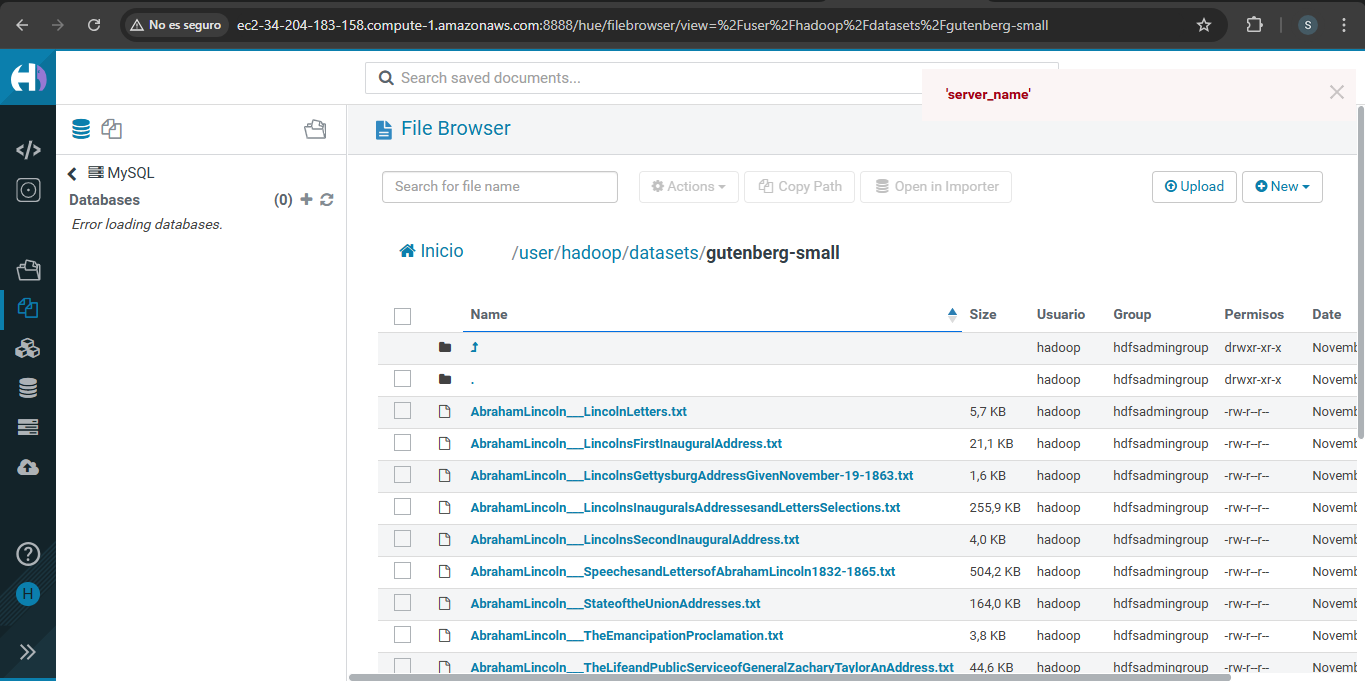 No es seguro
ec2-34-204-183-158.compute-1.amazonaws.com:8888/hue/filebrowser/view=%2Fuser%2Fhadoop%2Fdatasets%2Fgutenberg-small
S
Search saved documents...
'server_name'
File Browser
MySQL
Databases (0)
Error loading databases.
Search for file name
Actions
Copy Path
Open in Importer
Upload
New
Inicio
/user/hadoop/datasets/gutenberg-small
Name Size Usuario Group Permisos Date
hadoop hdfsadmingroup drwxr-xr-x Novemb
. hadoop hdfsadmingroup drwxr-xr-x Novemb
AbrahamLincoln___LincolnLetters.txt 5,7 KB hadoop hdfsadmingroup -rw-r--r-- Novemb
AbrahamLincoln___LincolnsFirstInauguralAddress.txt 21,1 KB hadoop hdfsadmingroup -rw-r--r-- Novemb
AbrahamLincoln___LincolnsGettysburgAddressGivenNovember-19-1863.txt 1,6 KB hadoop hdfsadmingroup -rw-r--r-- Novemb
AbrahamLincoln___LincolnsInauguralsAddressesandLettersSelections.txt 255,9 KB hadoop hdfsadmingroup -rw-r--r-- Novemb
AbrahamLincoln___LincolnsSecondInauguralAddress.txt 4,0 KB hadoop hdfsadmingroup -rw-r--r-- Novemb
AbrahamLincoln___SpeechesandLettersofAbrahamLincoln1832-1865.txt 504,2 KB hadoop hdfsadmingroup -rw-r--r-- Novemb
AbrahamLincoln___StateoftheUnionAddresses.txt 164,0 KB hadoop hdfsadmingroup -rw-r--r-- Novemb
AbrahamLincoln___TheEmancipationProclamation.txt 3,8 KB hadoop hdfsadmingroup -rw-r--r-- Novemb
AbrahamLincoln___TheLifeandPublicServiceofGeneralZacharyTaylorAnAddress.txt 44,6 KB hadoop hdfsadmingroup -rw-r--r-- Novemb
H